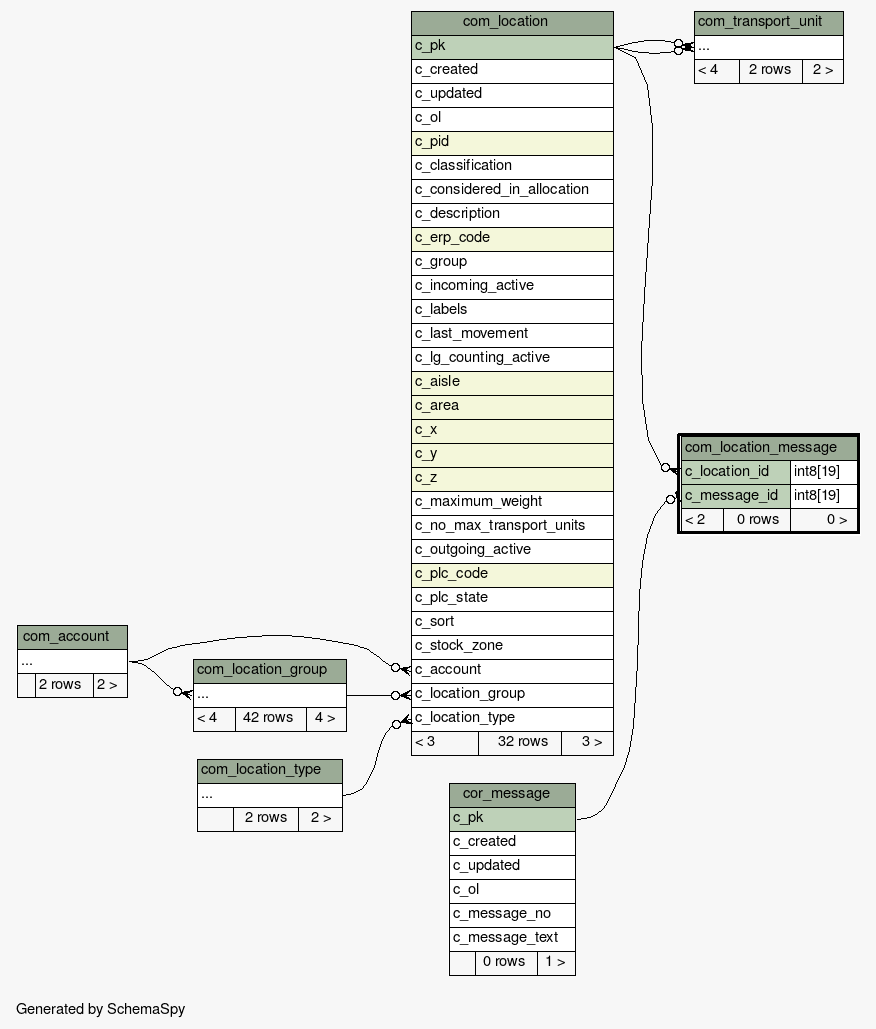 com_location
c_pk
c_created
c_updated
c_ol
c_pid
c_classification
c_considered_in_allocation
c_description
c_erp_code
c_group
c_incoming_active
c_labels
c_last_movement
c_lg_counting_active
c_aisle
c_area
c_x
c_y
c_z
c_maximum_weight
c_no_max_transport_units
c_outgoing_active
c_plc_code
c_plc_state
c_sort
c_stock_zone
c_account
c_location_group
c_location_type
< 3 32 rows 3 >
com_transport_unit
...
< 4 2 rows 2 >
com_location_message
c_location_id int8[19]
c_message_id int8[19]
< 2 0 rows 0 >
com_account
...
2 rows 2 >
com_location_group
...
< 4 42 rows 4 >
com_location_type
...
2 rows 2 >
cor_message
c_pk
c_created
c_updated
c_ol
c_message_no
c_message_text
0 rows 1 >
Generated by SchemaSpy